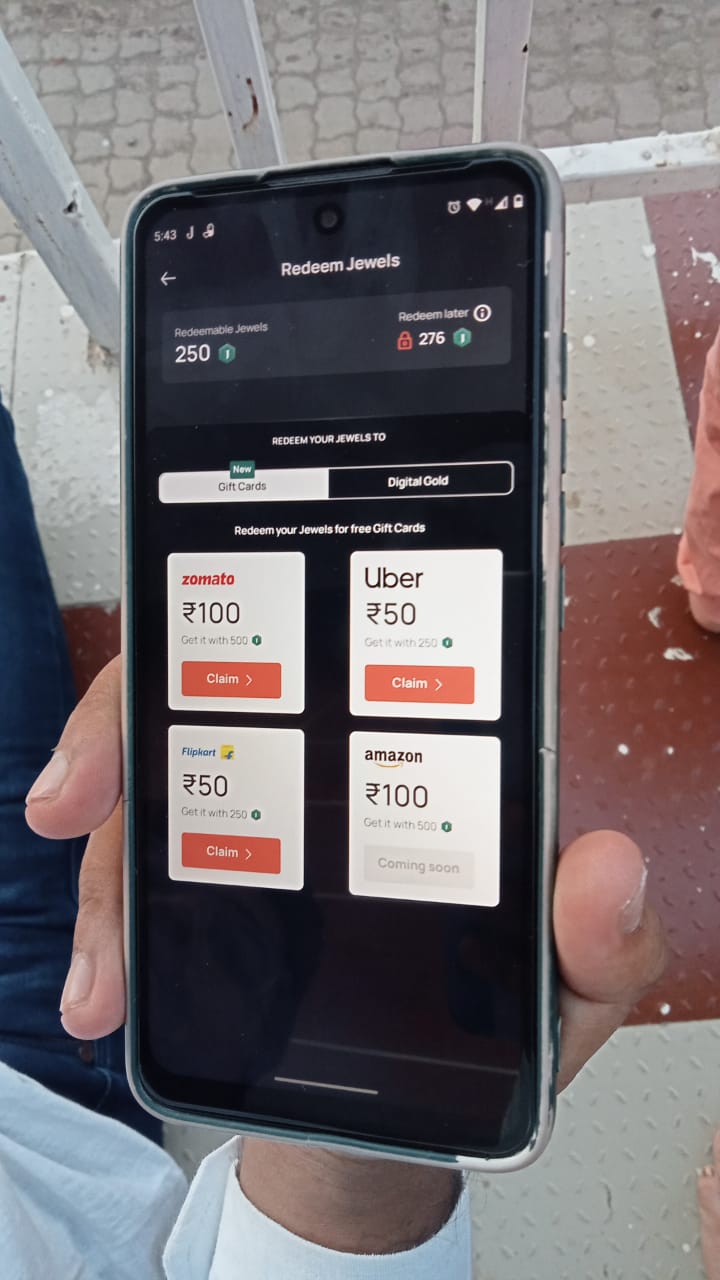 5:43
Redeem Jewels
Redeemable Jewels
250
Redeem later
276
REDEEM YOUR JEWELS TO
New
Gift Cards
Digital Gold
Redeem your Jewels for free Gift Cards
zomato
₹100
Get it with 500
Claim >
Uber
₹50
Get it with 250
Claim >
Flipkart
₹50
Get it with 250
Claim >
amazon
₹100
Get it with 500
Coming soon